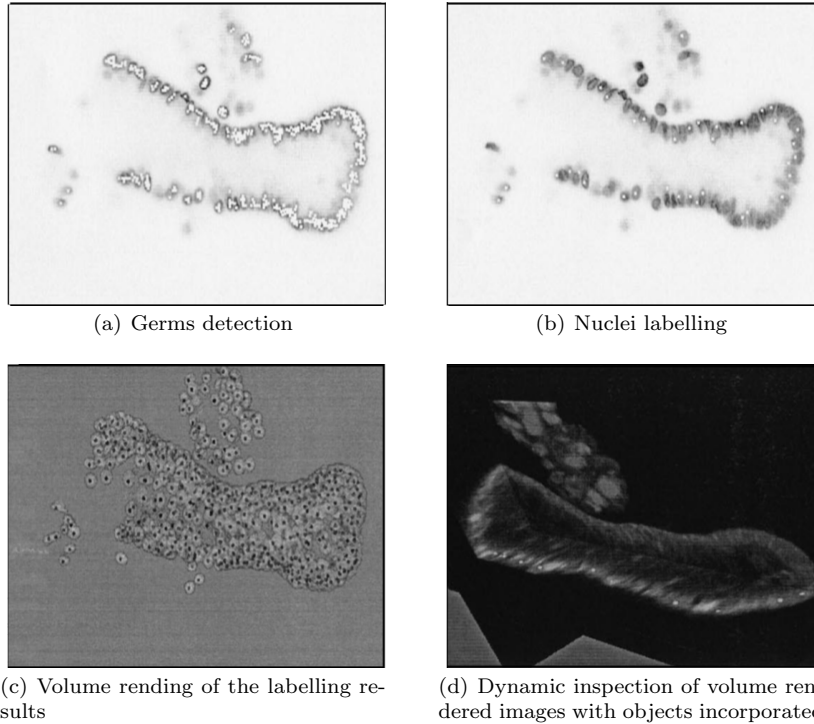 (a) Germs detection
(b) Nuclei labelling
(c) Volume rending of the labelling re-
sults
(d) Dynamic inspection of volume ren
dered images with objects incorporated